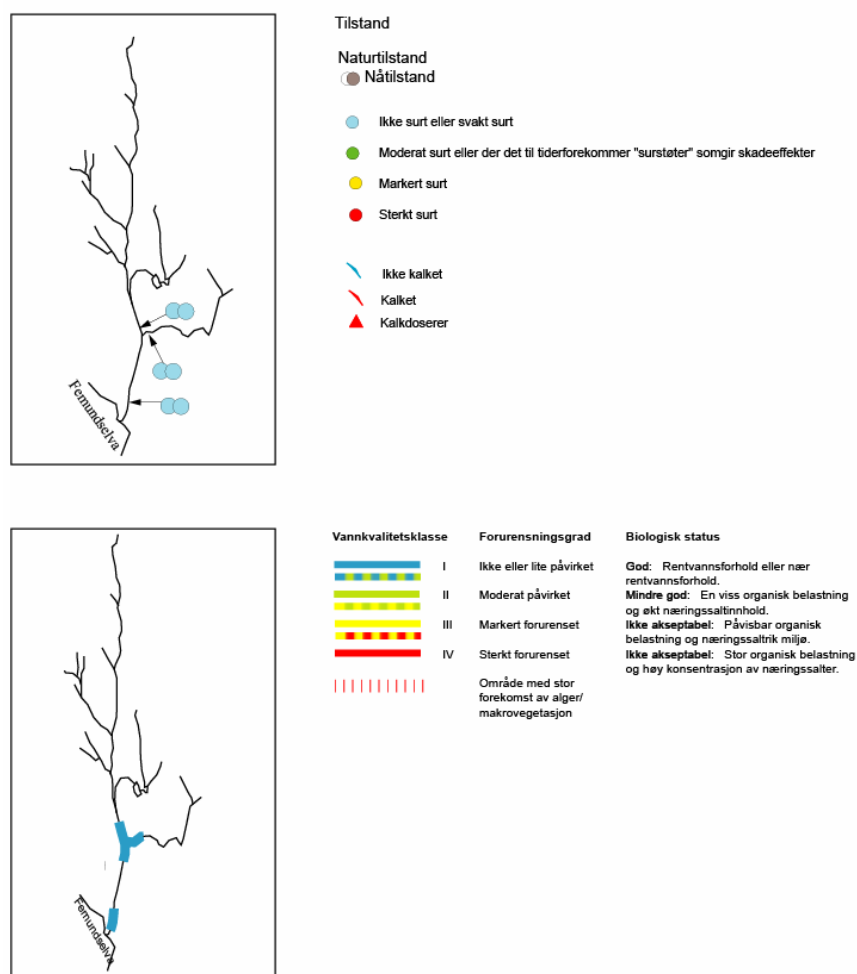 Tilstand
Naturtilstand
Nåtilstand
Ikke surt eller svakt surt
Moderat surt eller der det til tiderforekommer "surstøter" somgir skadeeffekter
Markert surt
Sterkt surt
Ikke kalket
Kalket
Kalkdoserer
Femundselva
Vannkvalitetsklasse Forurensningsgrad Biologisk status
I Ikke eller lite påvirket God: Rentvannsforhold eller nær
rentvannsforhold.
II Moderat påvirket Mindre god: En viss organisk belastning
og økt næringssaltinnhold.
III Markert forurenset Ikke akseptabel: Påvisbar organisk
belastning og næringssaltrik miljø.
IV Sterkt forurenset Ikke akseptabel: Stor organisk belastning
og høy konsentrasjon av næringssalter.
Område med stor
forekomst av alger/
makrovegetasjon
Femundselva